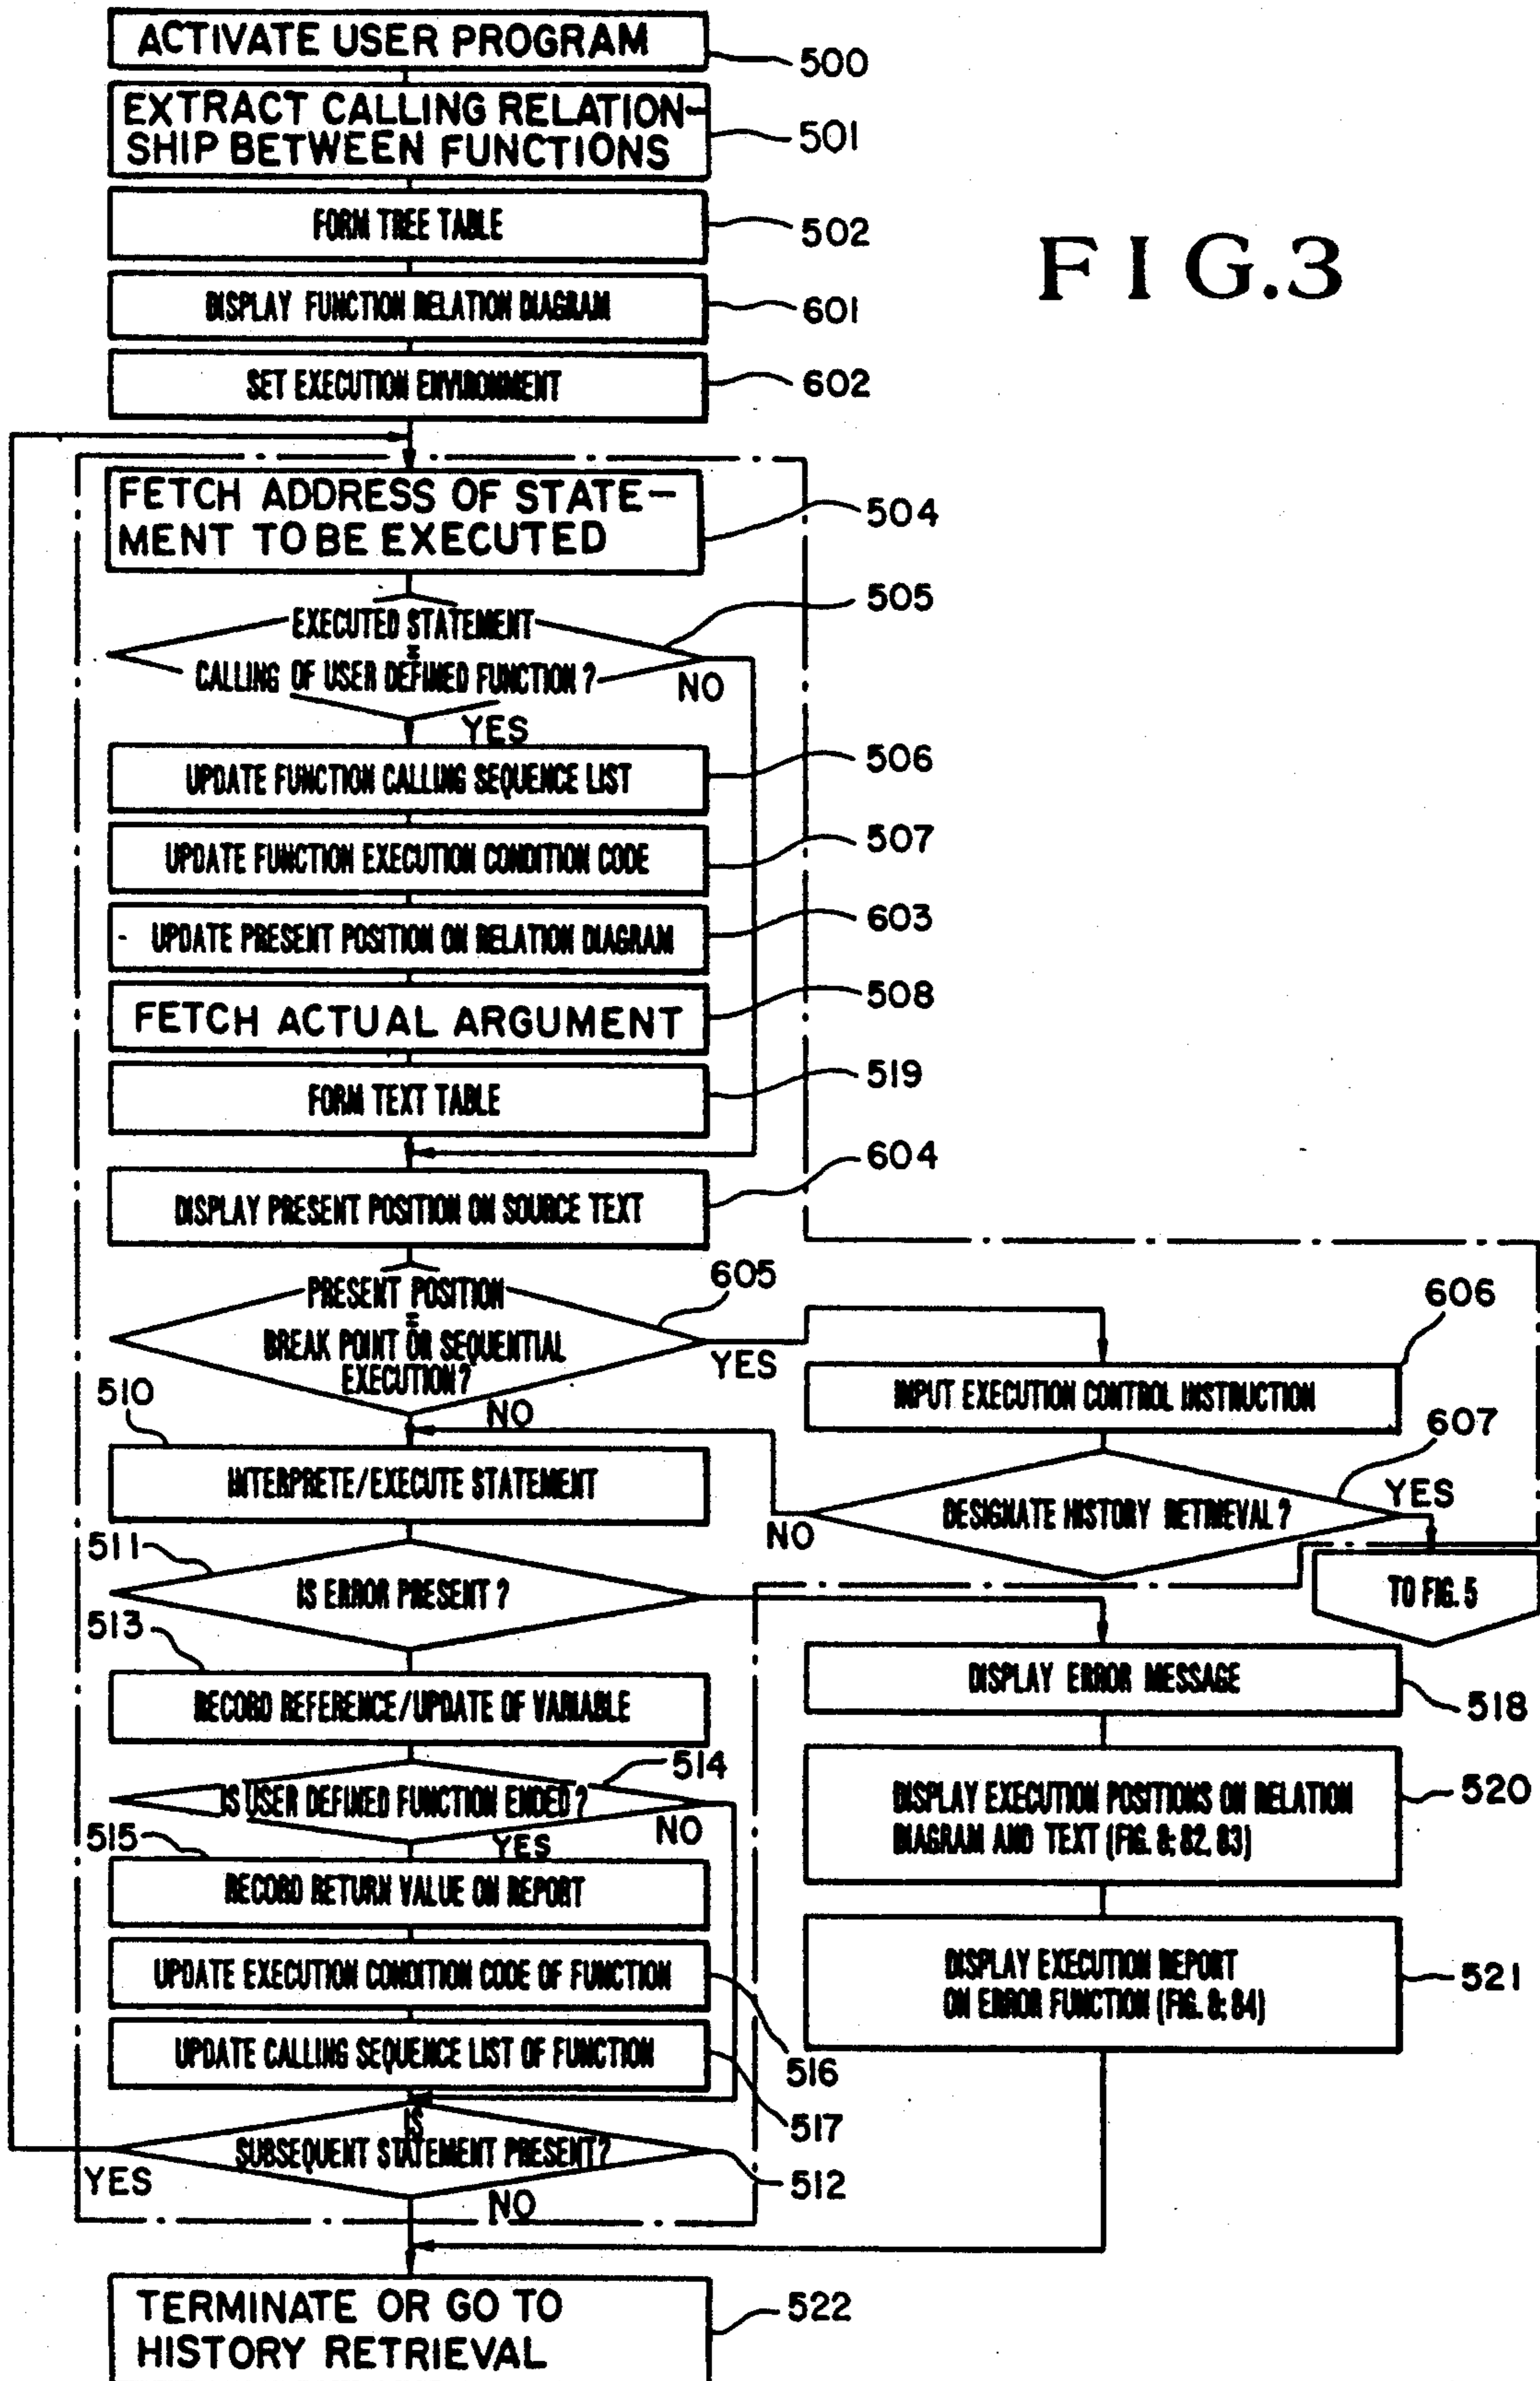 ACTIVATE USER PROGRAM
500
EXTRACT CALLING RELATION-
SHIP BETWEEN FUNCTIONS
501
FORM TREE TABLE
502
FIG.3
DISPLAY FUNCTION RELATION DIAGRAM
601
SET EXECUTION ENVIRONMENT
602
FETCH ADDRESS OF STATE-
MENT TO BE EXECUTED
504
505
EXECUTED STATEMENT
=
CALLING OF USER DEFINED FUNCTION?
NO
YES
UPDATE FUNCTION CALLING SEQUENCE LIST
506
UPDATE FUNCTION EXECUTION CONDITION CODE
507
UPDATE PRESENT POSITION ON RELATION DIAGRAM
603
FETCH ACTUAL ARGUMENT
508
FORM TEXT TABLE
519
604
DISPLAY PRESENT POSITION ON SOURCE TEXT
605
PRESENT POSITION
=
BREAK POINT OR SEQUENTIAL
EXECUTION?
YES
NO
606
INPUT EXECUTION CONTROL INSTRUCTION
607
DESIGNATE HISTORY RETRIEVAL?
YES
NO
TO FIG. 5
510
INTERPRETE/EXECUTE STATEMENT
511
IS ERROR PRESENT?
513
RECORD REFERENCE/UPDATE OF VARIABLE
DISPLAY ERROR MESSAGE
518
514
IS USER DEFINED FUNCTION ENDED?
NO
YES
DISPLAY EXECUTION POSITIONS ON RELATION
DIAGRAM AND TEXT (FIG. 8; 82, 83)
520
515
RECORD RETURN VALUE ON REPORT
UPDATE EXECUTION CONDITION CODE OF FUNCTION
516
DISPLAY EXECUTION REPORT
ON ERROR FUNCTION (FIG. 8; 84)
521
UPDATE CALLING SEQUENCE LIST OF FUNCTION
517
IS
SUBSEQUENT STATEMENT PRESENT?
512
YES
NO
TERMINATE OR GO TO
HISTORY RETRIEVAL
522